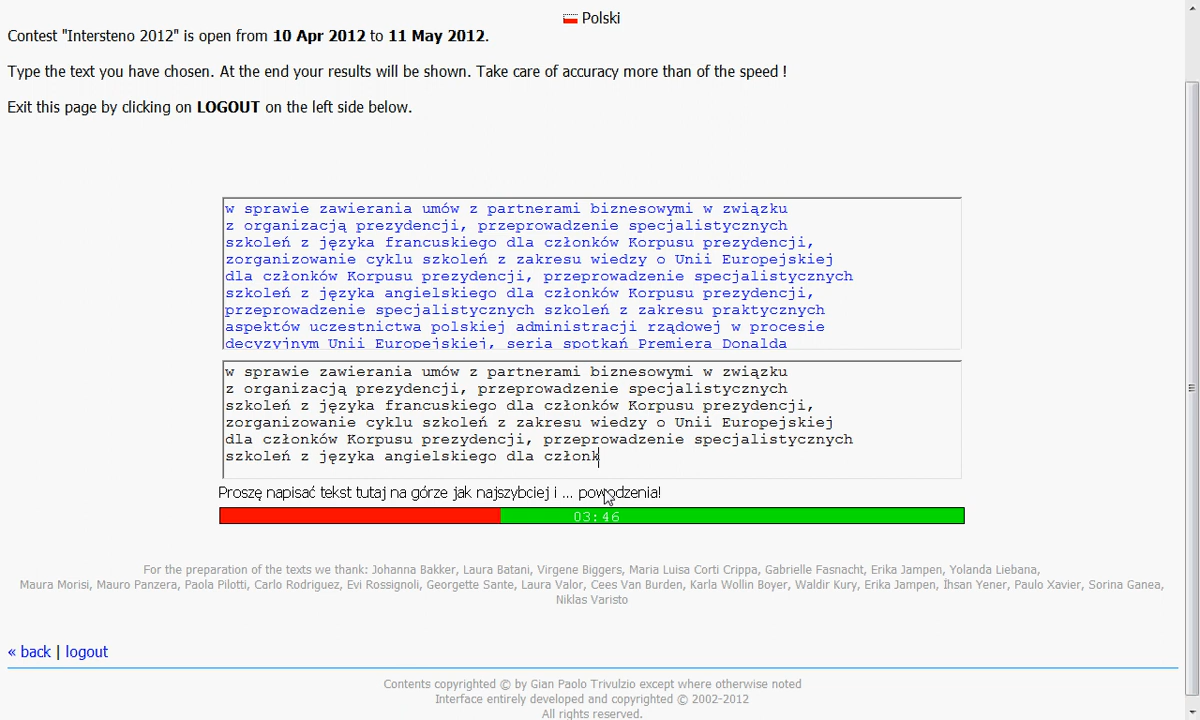 Polski
Contest "Intersteno 2012" is open from 10 Apr 2012 to 11 May 2012.
Type the text you have chosen. At the end your results will be shown. Take care of accuracy more than of the speed !
Exit this page by clicking on LOGOUT on the left side below.
w sprawie zawierania umów z partnerami biznesowymi w związku
z organizacją prezydencji, przeprowadzenie specjalistycznych
szkoleń z języka francuskiego dla członków Korpusu prezydencji,
zorganizowanie cyklu szkoleń z zakresu wiedzy o Unii Europejskiej
dla członków Korpusu prezydencji, przeprowadzenie specjalistycznych
szkoleń z języka angielskiego dla członków Korpusu prezydencji,
przeprowadzenie specjalistycznych szkoleń z zakresu praktycznych
aspektów uczestnictwa polskiej administracji rządowej w procesie
decyzyjnym Unii Europejskiej, seria spotkań Premiera Donalda
w sprawie zawierania umów z partnerami biznesowymi w związku
z organizacją prezydencji, przeprowadzenie specjalistycznych
szkoleń z języka francuskiego dla członków Korpusu prezydencji,
zorganizowanie cyklu szkoleń z zakresu wiedzy o Unii Europejskiej
dla członków Korpusu prezydencji, przeprowadzenie specjalistycznych
szkoleń z języka angielskiego dla członk
Proszę napisać tekst tutaj na górze jak najszybciej i ... powodzenia!
03:46
For the preparation of the texts we thank: Johanna Bakker, Laura Batani, Virgene Biggers, Maria Luisa Corti Crippa, Gabrielle Fasnacht, Erika Jampen, Yolanda Liebana,
Maura Morisi, Mauro Panzera, Paola Pilotti, Carlo Rodriguez, Evi Rossignoli, Georgette Sante, Laura Valor, Cees Van Burden, Karla Wollin Boyer, Waldir Kury, Erika Jampen, İhsan Yener, Paulo Xavier, Sorina Ganea,
Niklas Varisto
« back | logout
Contents copyrighted © by Gian Paolo Trivulzio except where otherwise noted
Interface entirely developed and copyrighted © 2002-2012
All rights reserved.